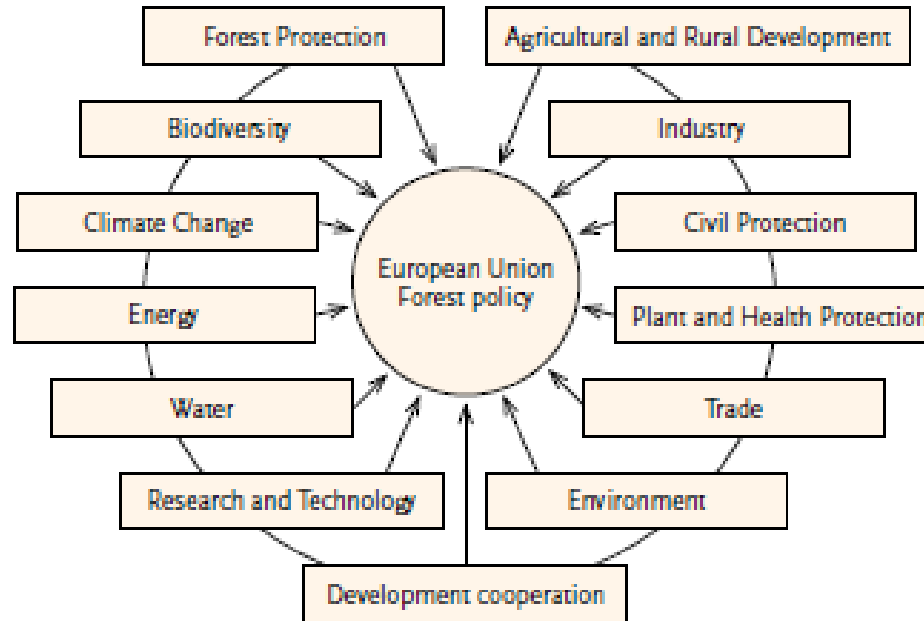 Forest Protection
Agricultural and Rural Development
Biodiversity
Industry
Climate Change
Civil Protection
European Union
Forest policy
Energy
Plant and Health Protection
Water
Trade
Research and Technology
Environment
Development cooperation